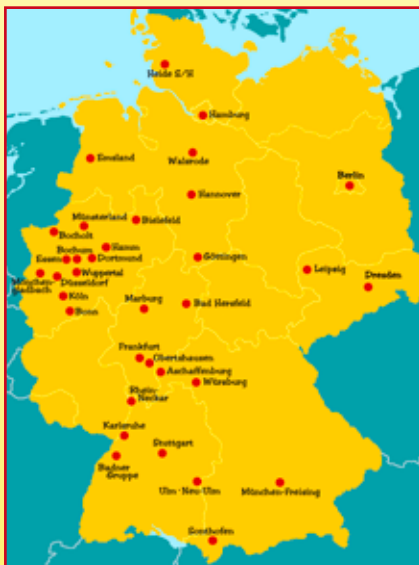 Heide S/H
Hamburg
Emsland
Walsrode
Berlin
Hannover
Münsterland
Bielefeld
Bocholt
Bochum
Hamm
Essen
Dortmund
Göttingen
Leipzig
Wuppertal
München-
gladbach
Düsseldorf
Dresden
Köln
Marburg
Bad Hersfeld
Bonn
Frankfurt
Obertshausen
Aschaffenburg
Würzburg
Rhein-
Neckar
Karlsruhe
Stuttgart
Badner
Gruppe
Ulm - Neu-Ulm
München-Freising
Sonthofen